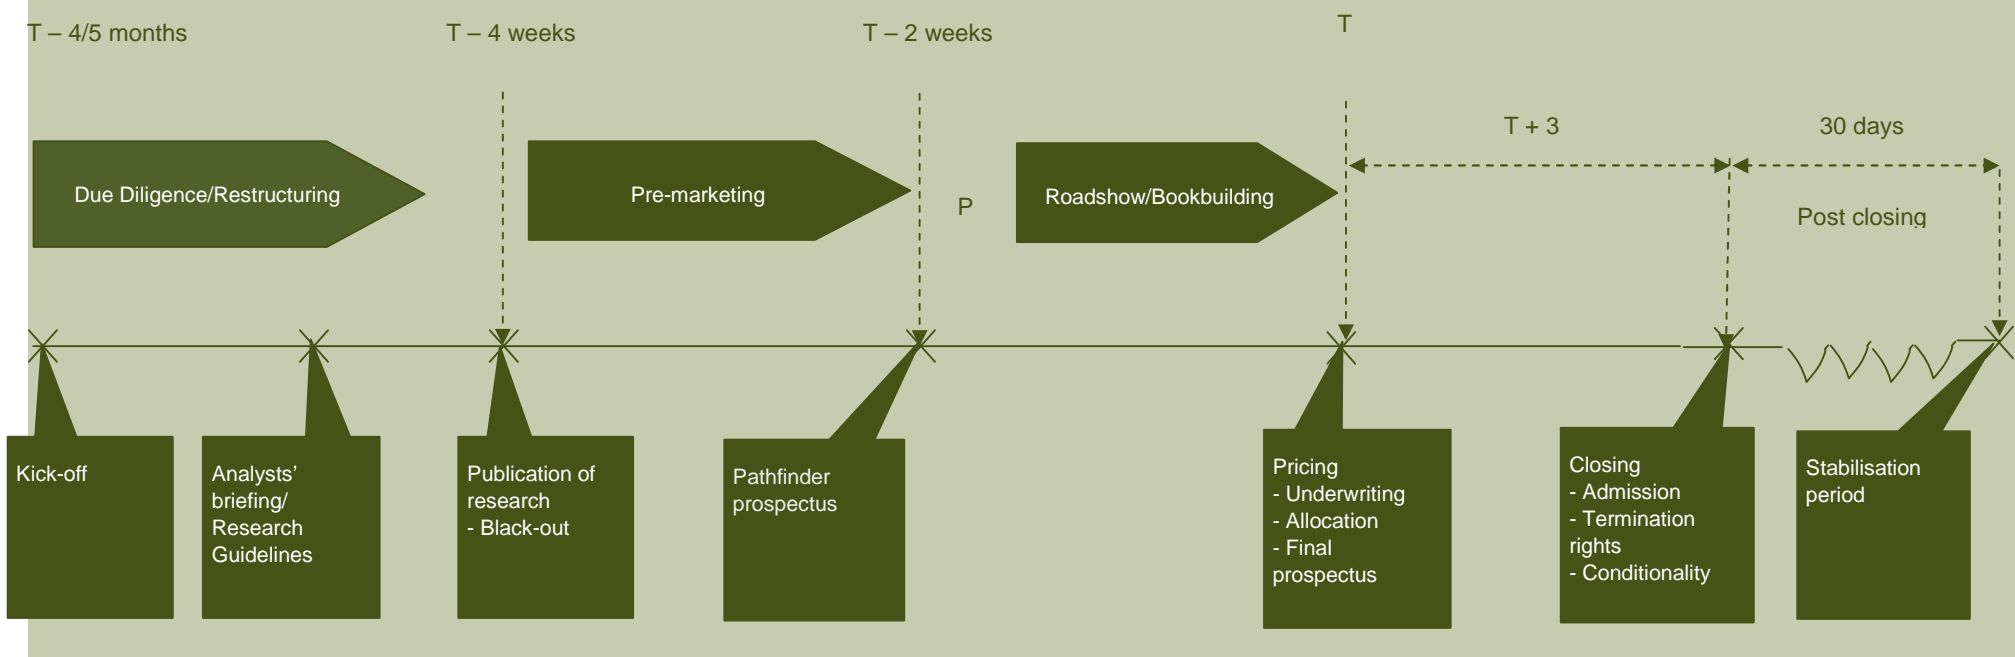 T – 4/5 months
T – 4 weeks
T – 2 weeks
T
T + 3
30 days
Due Diligence/Restructuring
Pre-marketing
P
Roadshow/Bookbuilding
Post closing
Kick-off
Analysts’
briefing/
Research
Guidelines
Publication of
research
- Black-out
Pathfinder
prospectus
Pricing
- Underwriting
- Allocation
- Final
prospectus
Closing
- Admission
- Termination
rights
- Conditionality
Stabilisation
period